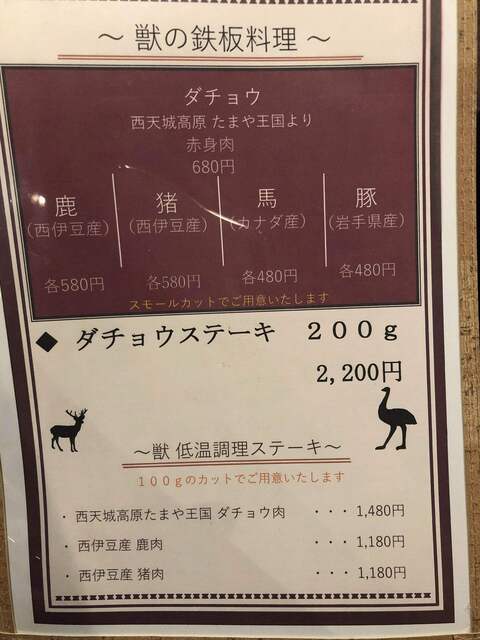 ～ 獣の鉄板料理 ～
ダチョウ
西天城高原 たまや王国より
赤身肉
680円
鹿 猪 馬 豚
(西伊豆産) (西伊豆産) (カナダ産) (岩手県産)
各580円 各580円 各480円 各480円
スモールカットでご用意いたします
◆ ダチョウステーキ 200g
2,200円
～獣 低温調理ステーキ～
100gのカットでご用意いたします
・西天城高原たまや王国 ダチョウ肉 ・・・1,480円
・西伊豆産 鹿肉 ・・・1,180円
・西伊豆産 猪肉 ・・・1,180円